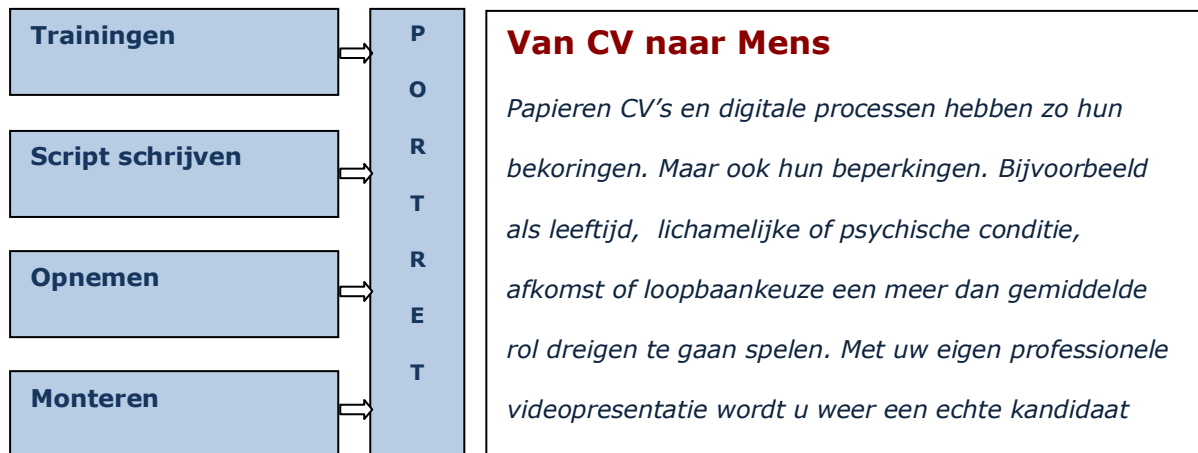 Trainingen
Script schrijven
Opnemen
Monteren
P
O
R
T
R
E
T
Van CV naar Mens
Papieren CV’s en digitale processen hebben zo hun
bekoringen. Maar ook hun beperkingen. Bijvoorbeeld
als leeftijd,  lichamelijke of psychische conditie,
afkomst of loopbaankeuze een meer dan gemiddelde
rol dreigen te gaan spelen. Met uw eigen professionele
videopresentatie wordt u weer een echte kandidaat